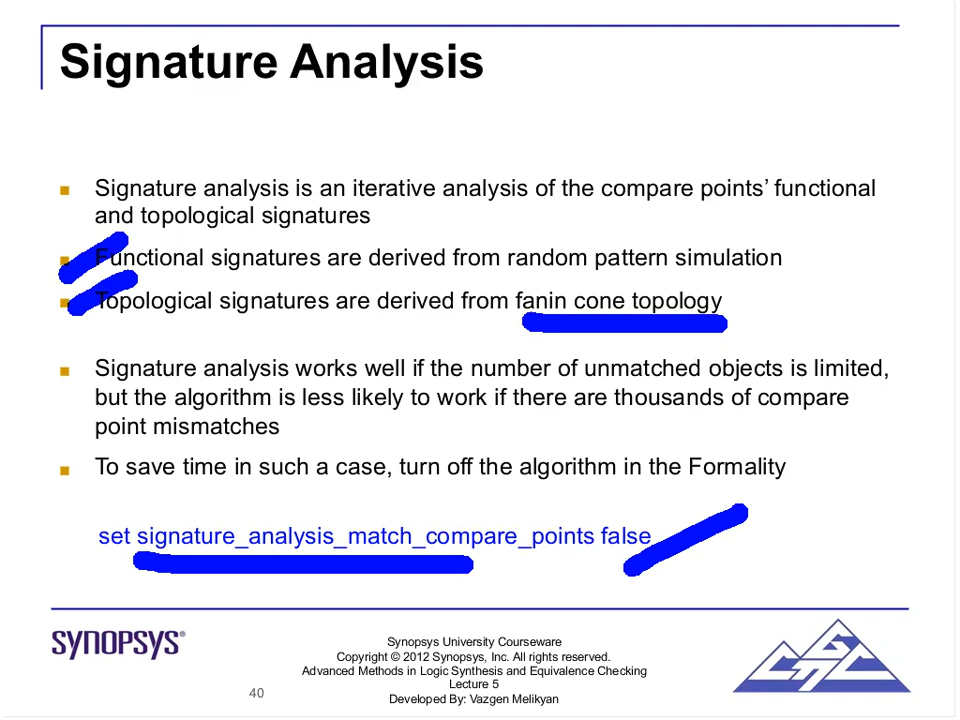 Signature Analysis
Signature analysis is an iterative analysis of the compare points’ functional
and topological signatures
Functional signatures are derived from random pattern simulation
Topological signatures are derived from fanin cone topology
Signature analysis works well if the number of unmatched objects is limited,
but the algorithm is less likely to work if there are thousands of compare
point mismatches
To save time in such a case, turn off the algorithm in the Formality
set signature_analysis_match_compare_points false
SYNOPSYS®
Synopsys University Courseware
Copyright © 2012 Synopsys, Inc. All rights reserved.
Advanced Methods in Logic Synthesis and Equivalence Checking
Lecture 5
40
Developed By: Vazgen Melikyan